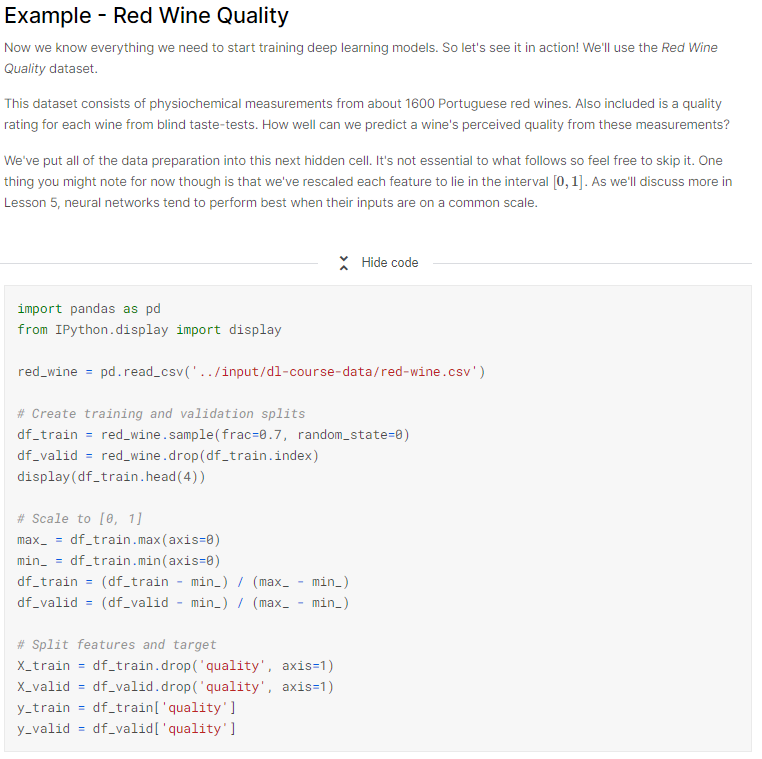 Example - Red Wine Quality
Now we know everything we need to start training deep learning models. So let's see it in action! We'll use the Red Wine
Quality dataset.
This dataset consists of physiochemical measurements from about 1600 Portuguese red wines. Also included is a quality
rating for each wine from blind taste-tests. How well can we predict a wine's perceived quality from these measurements?
We've put all of the data preparation into this next hidden cell. It's not essential to what follows so feel free to skip it. One
thing you might note for now though is that we've rescaled each feature to lie in the interval [0, 1]. As we'll discuss more in
Lesson 5, neural networks tend to perform best when their inputs are on a common scale.
Hide code
import pandas as pd
from IPython.display import display
red_wine = pd.read_csv('../input/dl-course-data/red-wine.csv')
# Create training and validation splits
df_train = red_wine.sample(frac=0.7, random_state=0)
df_valid = red_wine.drop(df_train.index)
display(df_train.head(4))
# Scale to [0, 1]
max_ = df_train.max(axis=0)
min_ = df_train.min(axis=0)
df_train = (df_train - min_) / (max_ - min_)
df_valid = (df_valid - min_) / (max_ - min_)
# Split features and target
X_train = df_train.drop('quality', axis=1)
X_valid = df_valid.drop('quality', axis=1)
y_train = df_train['quality']
y_valid = df_valid['quality']